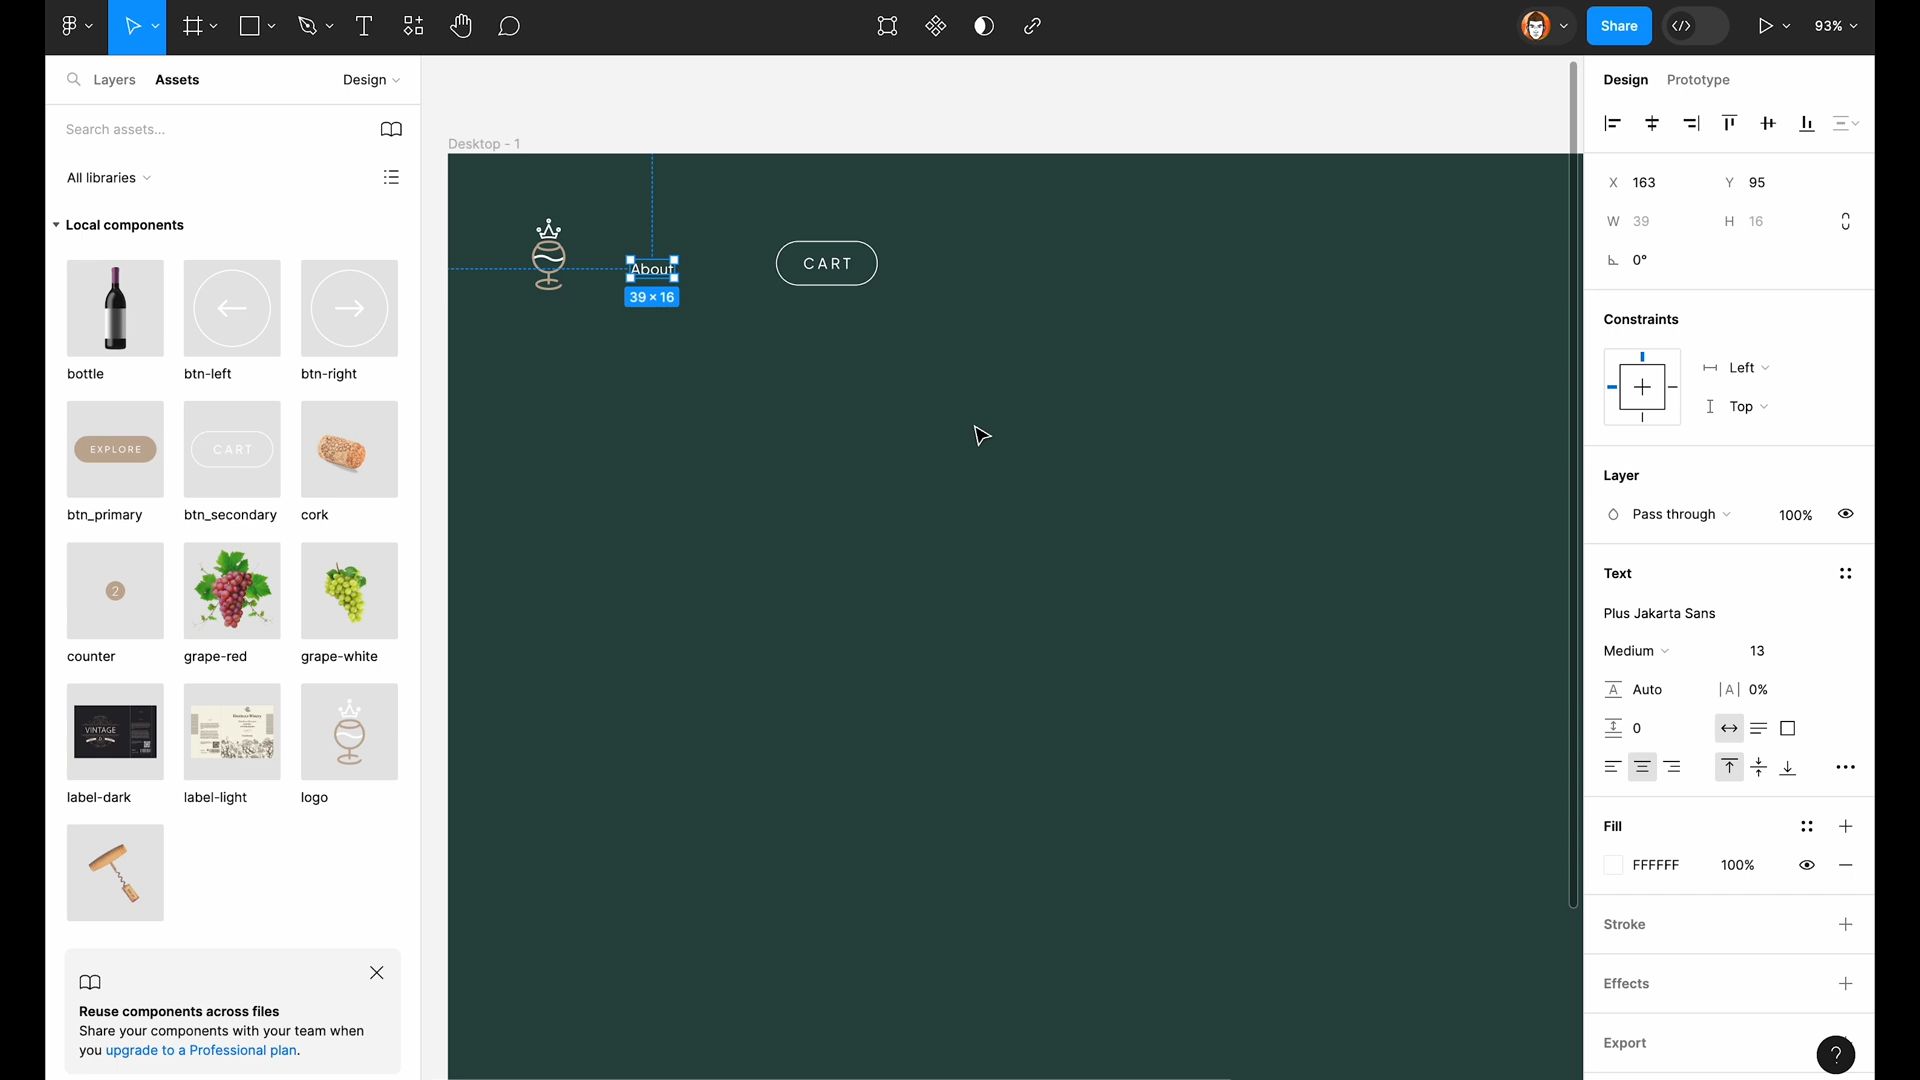 Share
93%
Layers
Assets
Design
Search assets...
All libraries
Local components
bottle
btn-left
btn-right
EXPLORE
CART
btn_primary
btn_secondary
cork
2
counter
grape-red
grape-white
VINTAGE
label-dark
label-light
logo
Reuse components across files
Share your components with your team when
you upgrade to a Professional plan.
Desktop - 1
About
39 × 16
CART
Design
Prototype
X 163
Y 95
W 39
H 16
0°
Constraints
Left
Top
Layer
Pass through
100%
Text
Plus Jakarta Sans
Medium
13
Auto
|A| 0%
0
Fill
FFFFFF
100%
Stroke
Effects
Export
?